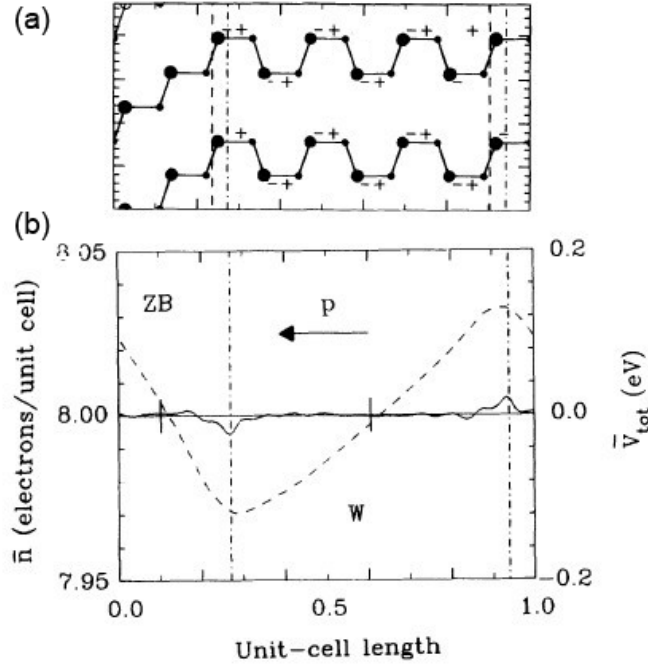 (a)
- + - + - + +
- + - + -
- + - + - + -
- + - + - +
(b)
8.05
0.2
ZB
p
n̄ (electrons/unit cell)
8.00
0.0
V̄tot (eV)
W
7.95
-0.2
0.0 0.5 1.0
Unit-cell length